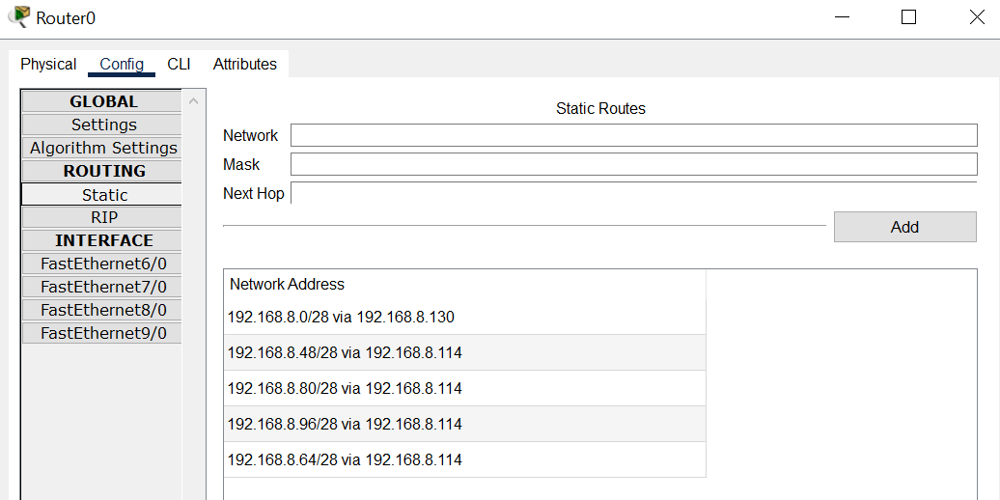 Router0
Physical Config CLI Attributes
GLOBAL
Settings
Algorithm Settings
ROUTING
Static
RIP
INTERFACE
FastEthernet6/0
FastEthernet7/0
FastEthernet8/0
FastEthernet9/0
Static Routes
Network
Mask
Next Hop
Add
Network Address
192.168.8.0/28 via 192.168.8.130
192.168.8.48/28 via 192.168.8.114
192.168.8.80/28 via 192.168.8.114
192.168.8.96/28 via 192.168.8.114
192.168.8.64/28 via 192.168.8.114